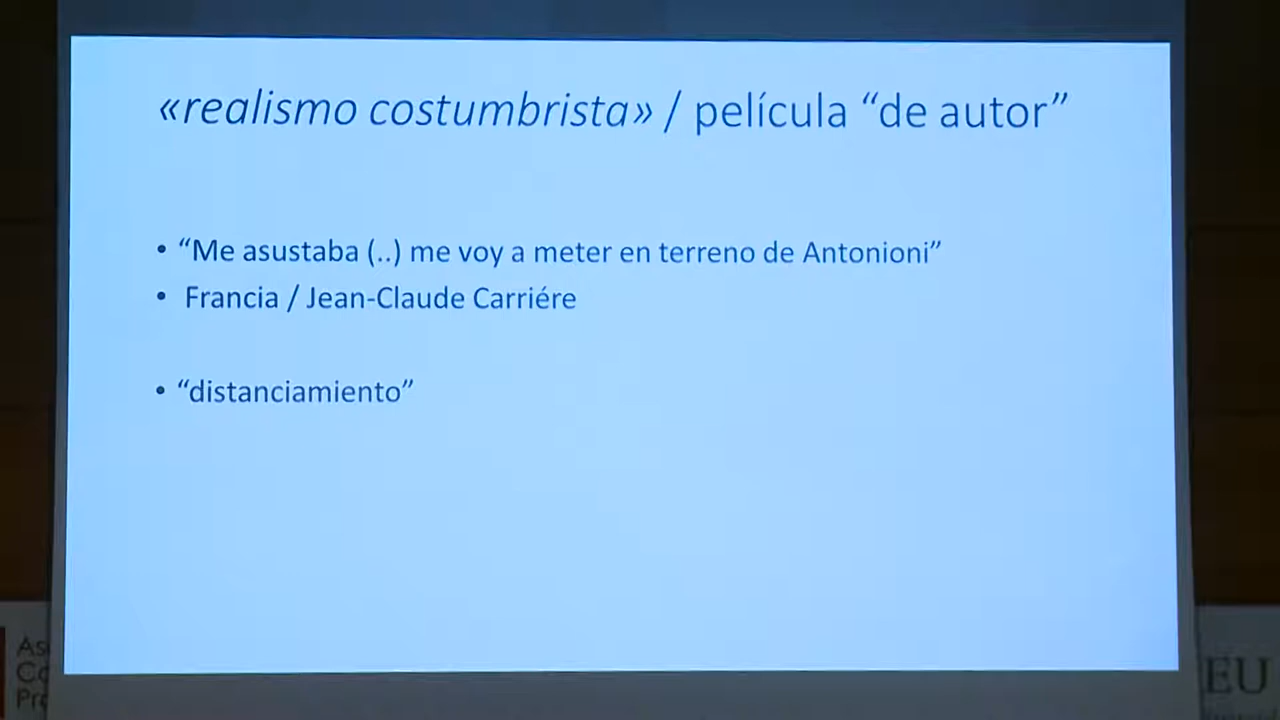 «realismo costumbrista» / película “de autor”
• “Me asustaba (..) me voy a meter en terreno de Antonioni”
• Francia / Jean-Claude Carriére
• “distanciamiento”
EU